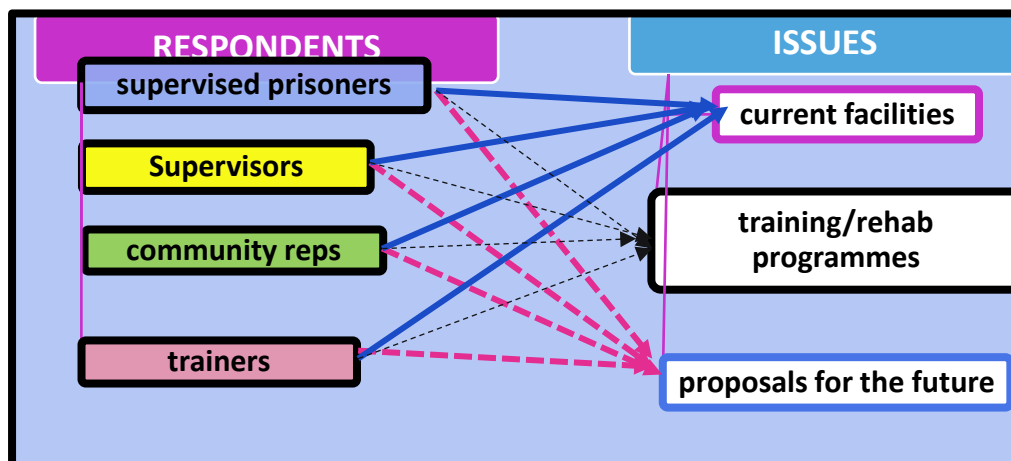 RESPONDENTS
supervised prisoners
Supervisors
community reps
trainers
ISSUES
current facilities
training/rehab
programmes
proposals for the future